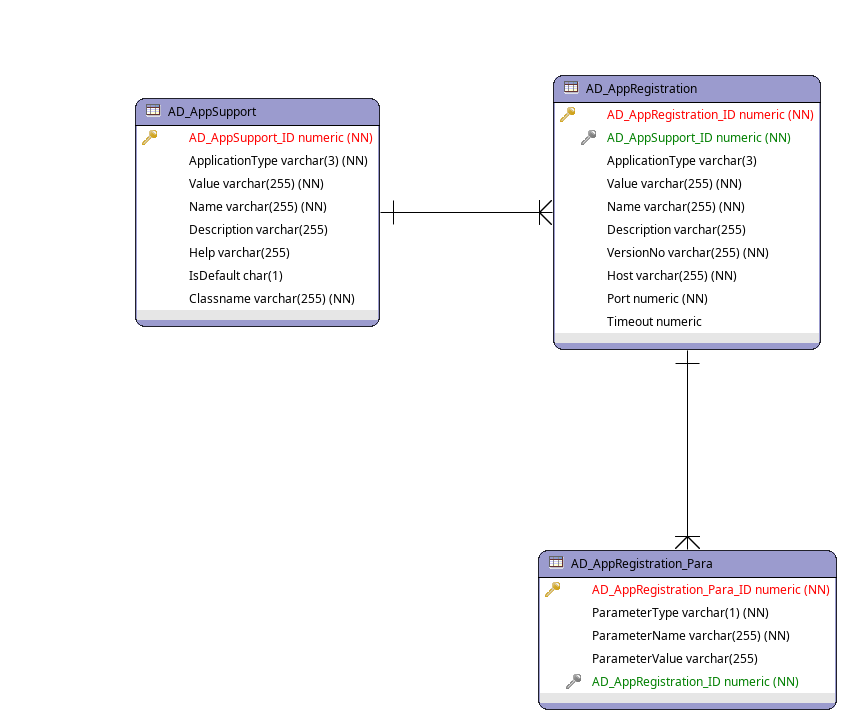 AD_AppSupport
AD_AppSupport_ID numeric (NN)
ApplicationType varchar(3) (NN)
Value varchar(255) (NN)
Name varchar(255) (NN)
Description varchar(255)
Help varchar(255)
IsDefault char(1)
Classname varchar(255) (NN)
AD_AppRegistration
AD_AppRegistration_ID numeric (NN)
AD_AppSupport_ID numeric (NN)
ApplicationType varchar(3)
Value varchar(255) (NN)
Name varchar(255) (NN)
Description varchar(255)
VersionNo varchar(255) (NN)
Host varchar(255) (NN)
Port numeric (NN)
Timeout numeric
AD_AppRegistration_Para
AD_AppRegistration_Para_ID numeric (NN)
ParameterType varchar(1) (NN)
ParameterName varchar(255) (NN)
ParameterValue varchar(255)
AD_AppRegistration_ID numeric (NN)